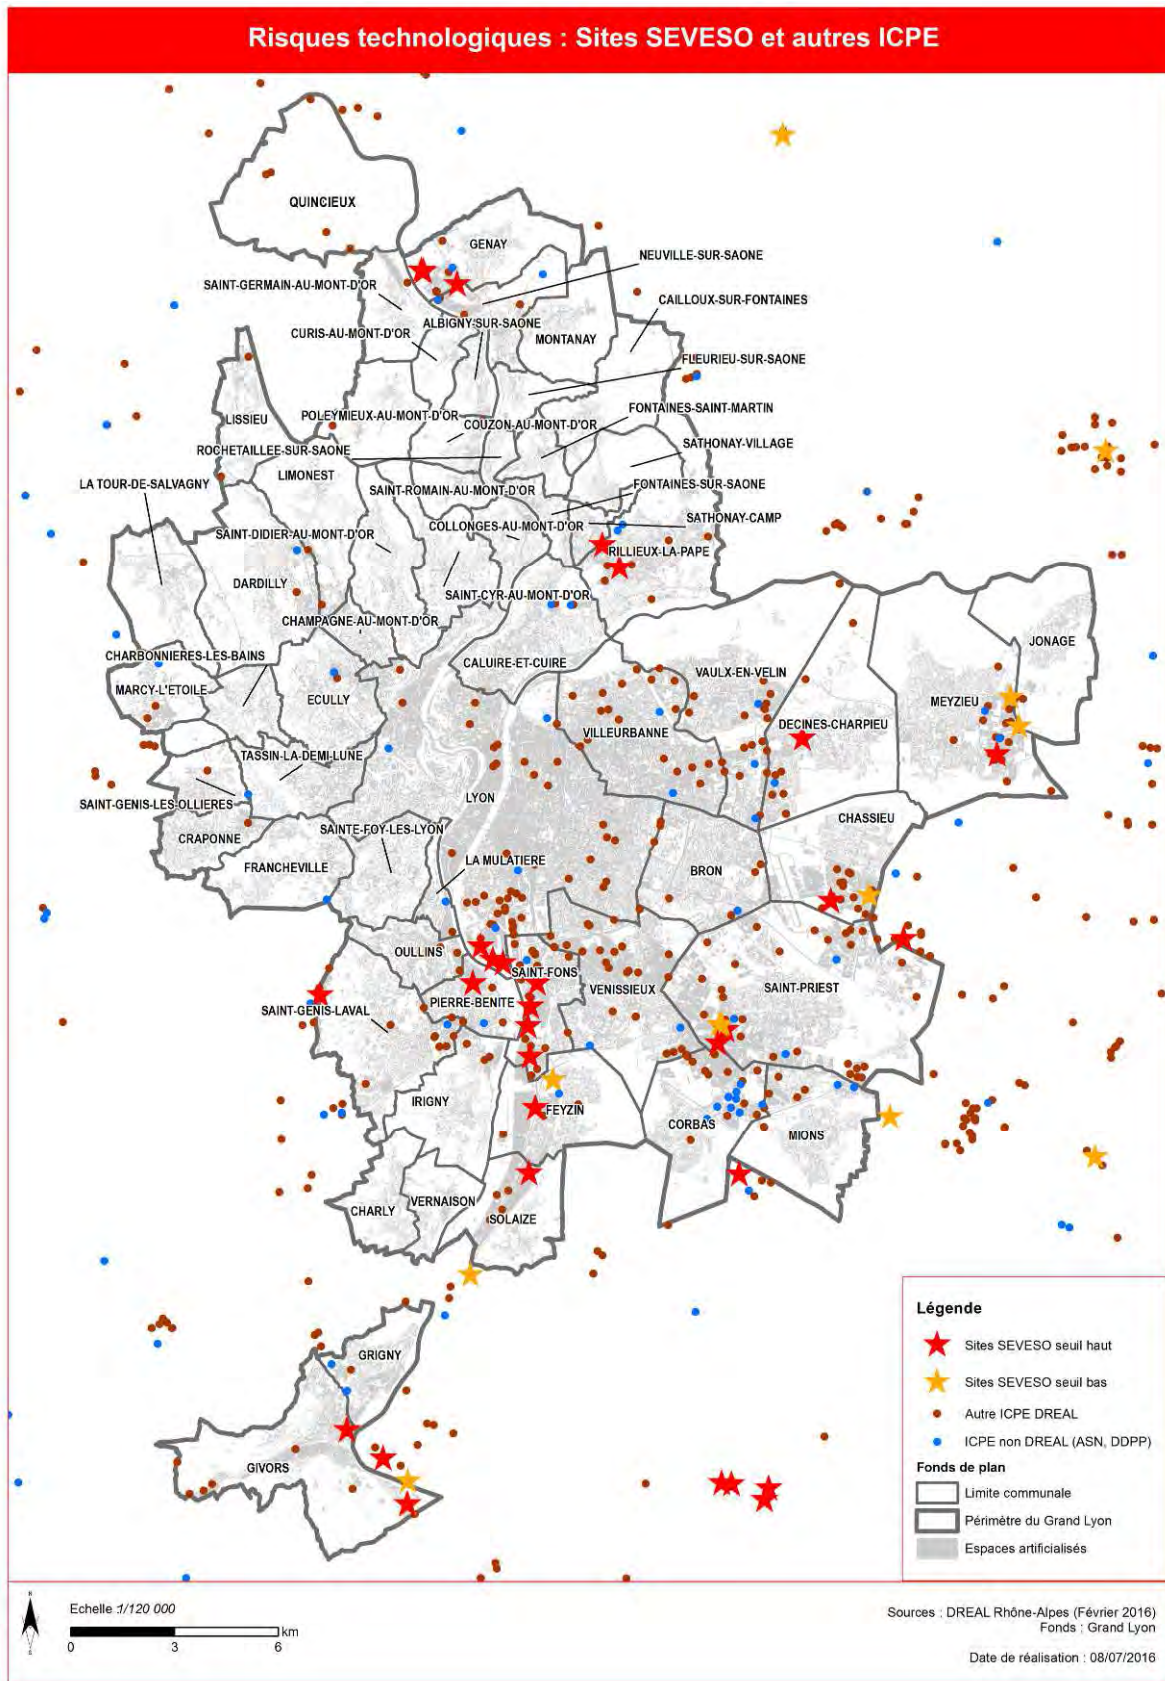 Risques technologiques : Sites SEVESO et autres ICPE
QUINCIEUX
GENAY
NEUVILLE-SUR-SAONE
SAINT-GERMAIN-AU-MONT-D'OR
CAILLOUX-SUR-FONTAINES
ALBIGNY-SUR-SAONE
CURIS-AU-MONT-D'OR
MONTANAY
FLEURIEU-SUR-SAONE
POLEYMIEUX-AU-MONT-D'OR
FONTAINES-SAINT-MARTIN
LISSIEU
COUZON-AU-MONT-D'OR
SATHONAY-VILLAGE
ROCHETAILLEE-SUR-SAONE
LIMONEST
LA TOUR-DE-SALVAGNY
SAINT-ROMAIN-AU-MONT-D'OR
FONTAINES-SUR-SAONE
SATHONAY-CAMP
COLLONGES-AU-MONT-D'OR
SAINT-DIDIER-AU-MONT-D'OR
RILLIEUX-LA-PAPE
DARDILLY
SAINT-CYR-AU-MONT-D'OR
CHAMPAGNE-AU-MONT-D'OR
JONAGE
CHARBONNIERES-LES-BAINS
CALUIRE-ET-CUIRE
VAULX-EN-VELIN
MARCY-L'ETOILE
ECULLY
MEYZIEU
DECINES-CHARPIEU
VILLEURBANNE
TASSIN-LA-DEMI-LUNE
LYON
SAINT-GENIS-LES-OLLIERES
CHASSIEU
SAINTE-FOY-LES-LYON
CRAPONNE
LA MULATIERE
FRANCHEVILLE
BRON
OULLINS
SAINT-FONS
SAINT-PRIEST
VENISSIEUX
PIERRE-BENITE
SAINT-GENIS-LAVAL
IRIGNY
FEYZIN
CORBAS
MIONS
VERNAISON
CHARLY
SOLAIZE
GRIGNY
GIVORS
Légende
Sites SEVESO seuil haut
Sites SEVESO seuil bas
Autre ICPE DREAL
ICPE non DREAL (ASN, DDPP)
Fonds de plan
Limite communale
Périmètre du Grand Lyon
Espaces artificialisés
N
S
Echelle :1/120 000
km
0 3 6
Sources : DREAL Rhône-Alpes (Février 2016)
Fonds : Grand Lyon
Date de réalisation : 08/07/2016